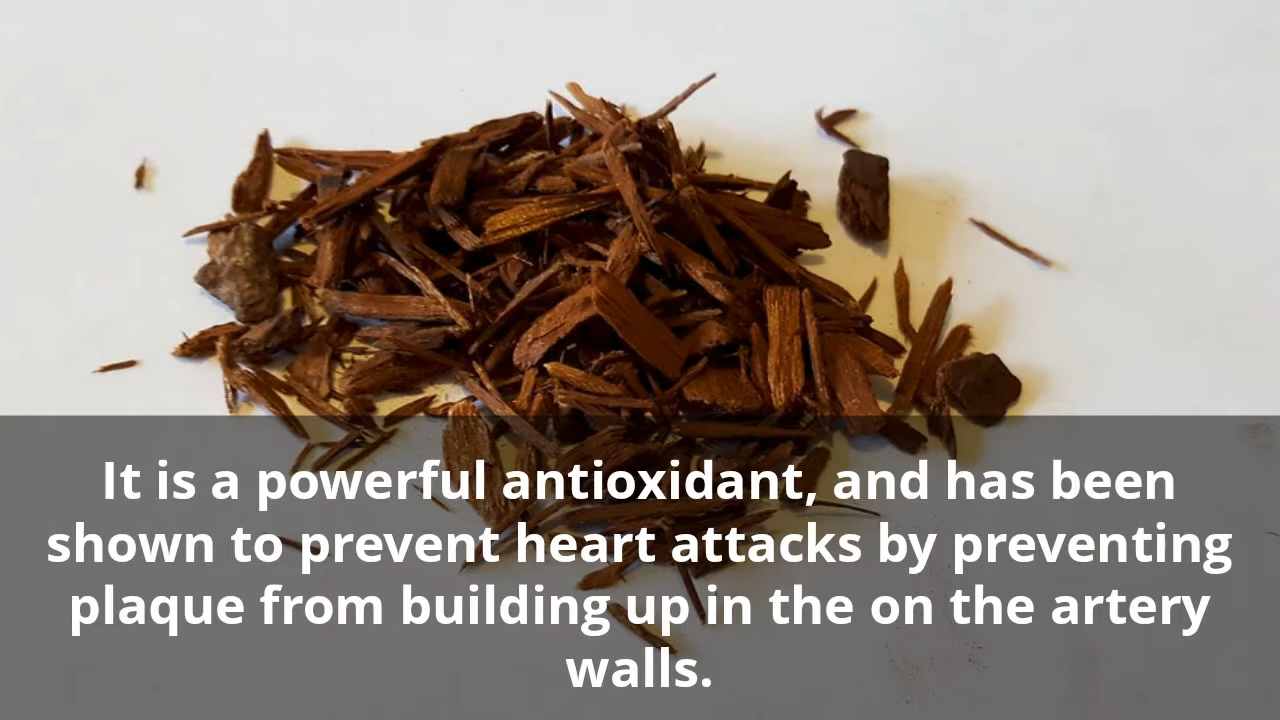 It is a powerful antioxidant, and has been
shown to prevent heart attacks by preventing
plaque from building up in the on the artery
walls.